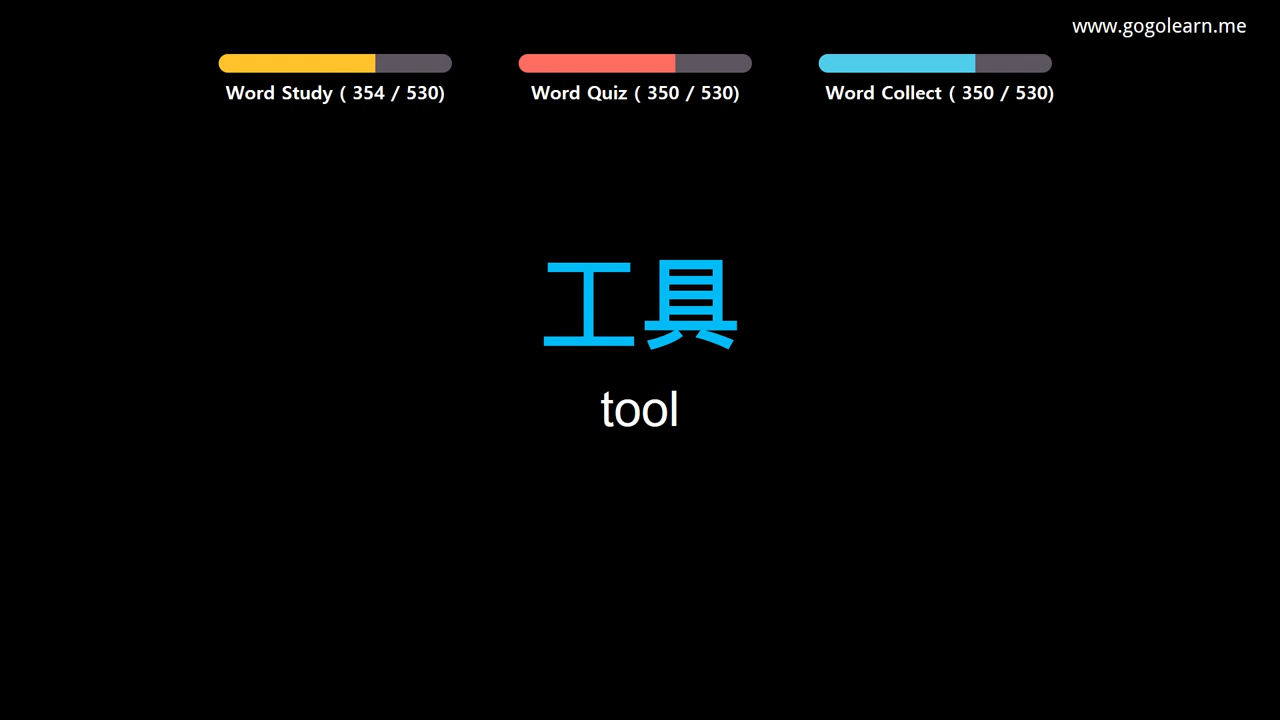 www.gogolearn.me
Word Study ( 354 / 530)
Word Quiz ( 350 / 530)
Word Collect ( 350 / 530)
工具
tool